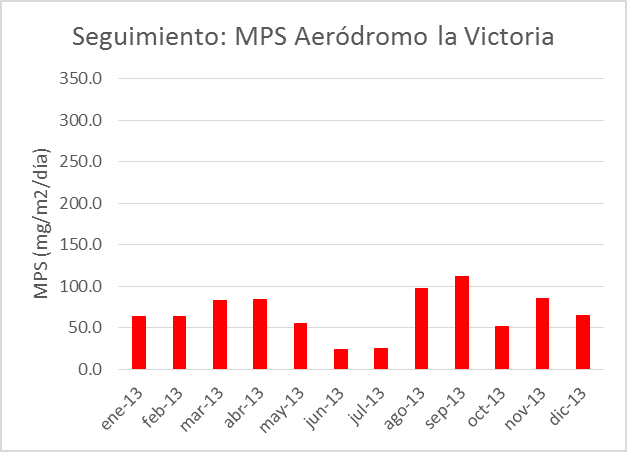 Seguimiento: MPS Aeródromo la Victoria
MPS (mg/m2/día)
350.0
300.0
250.0
200.0
150.0
100.0
50.0
0.0
ene-13
feb-13
mar-13
abr-13
may-13
jun-13
jul-13
ago-13
sep-13
oct-13
nov-13
dic-13